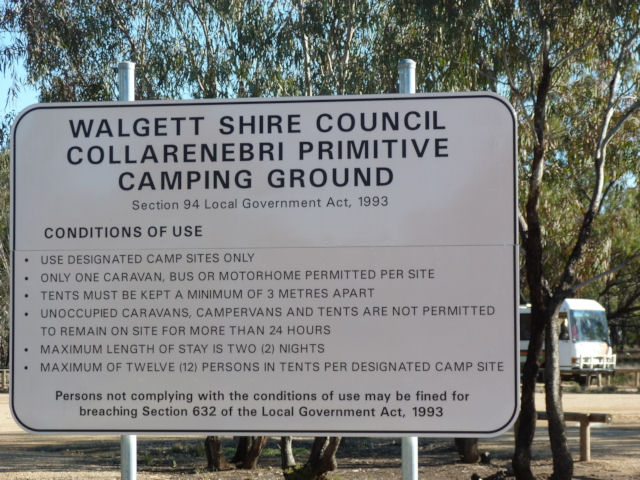 WALGETT SHIRE COUNCIL
COLLARENEBRI PRIMITIVE
CAMPING GROUND
Section 94 Local Government Act, 1993
CONDITIONS OF USE
• USE DESIGNATED CAMP SITES ONLY
• ONLY ONE CARAVAN, BUS OR MOTORHOME PERMITTED PER SITE
• TENTS MUST BE KEPT A MINIMUM OF 3 METRES APART
• UNOCCUPIED CARAVANS, CAMPERVANS AND TENTS ARE NOT PERMITTED
TO REMAIN ON SITE FOR MORE THAN 24 HOURS
• MAXIMUM LENGTH OF STAY IS TWO (2) NIGHTS
• MAXIMUM OF TWELVE (12) PERSONS IN TENTS PER DESIGNATED CAMP SITE
Persons not complying with the conditions of use may be fined for
breaching Section 632 of the Local Government Act, 1993